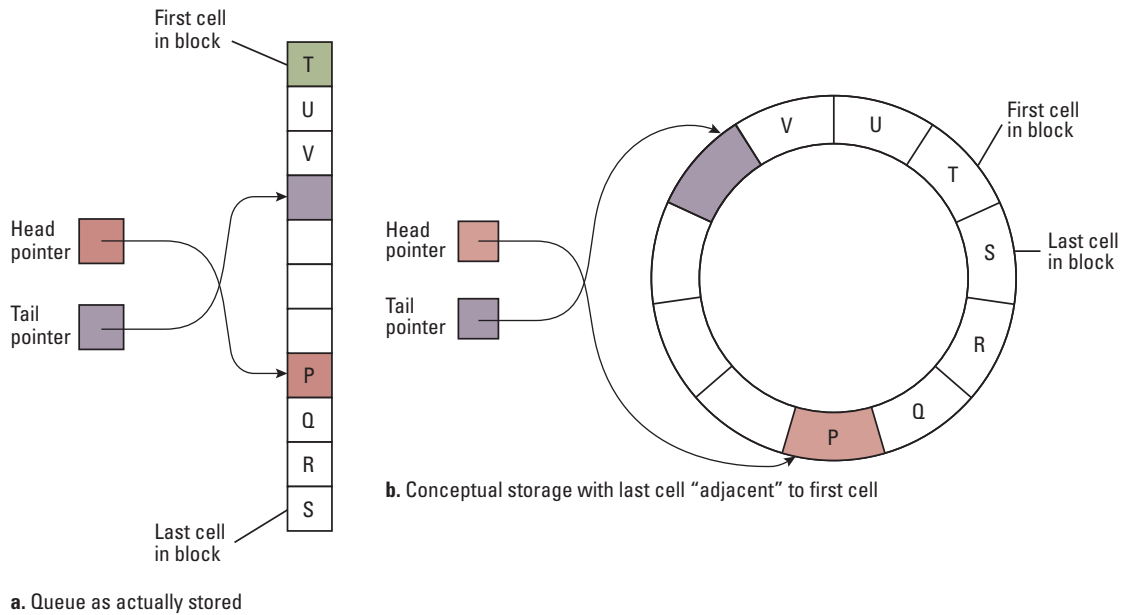 First cell
in block
T
U
V
Head
pointer
Tail
pointer
P
Q
R
S
Last cell
in block
a. Queue as actually stored
V
U
First cell
in block
T
S
Last cell
in block
R
Q
P
Head
pointer
Tail
pointer
b. Conceptual storage with last cell “adjacent” to first cell